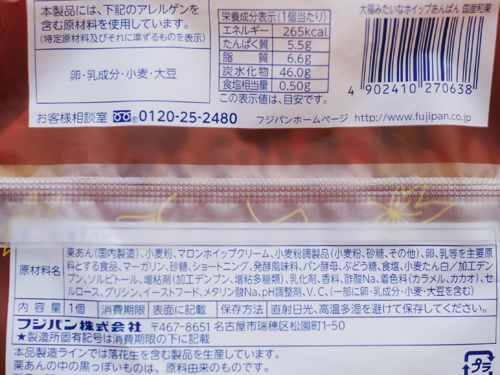 本製品には、下記のアレルゲンを
含む原材料を使用しています。
(特定原材料及びそれに準ずるものを表示)
卵・乳成分・小麦・大豆
栄養成分表示(1個当たり)
エネルギー 265kcal
たんぱく質 5.5g
脂質 6.6g
炭水化物 46.0g
食塩相当量 0.50g
この表示値は、目安です。
大福みたいなホイップあんぱん 国産和栗
4 902410 270638
お客様相談室 0120-25-2480 フジパンホームページ http://www.fujipan.co.jp
原材料名
栗あん(国内製造)、小麦粉、マロンホイップクリーム、小麦粉調製品(小麦粉、砂糖、その他)、卵、乳等を主要原
料とする食品、マーガリン、砂糖、ショートニング、発酵風味料、パン酵母、ぶどう糖、食塩、小麦たん白/加工デン
プン、ソルビトール、増粘剤(加工デンプン、増粘多糖類)、乳化剤、香料、酢酸Na、着色料(カラメル、カカオ)、セ
ルロース、グリシン、イーストフード、メタリン酸Na、pH調整剤、V.C、(一部に卵・乳成分・小麦・大豆を含む)
内容量 1個 消費期限 表面に記載 保存方法 直射日光、高温多湿を避けて保存してください。
フジパン株式会社 〒467-8651 名古屋市瑞穂区松園町1-50
★製造所固有記号は消費期限の下に記載
本品製造ラインでは落花生を含む製品を生産しています。
栗あんの中の黒っぽいものは、原料由来のものです。